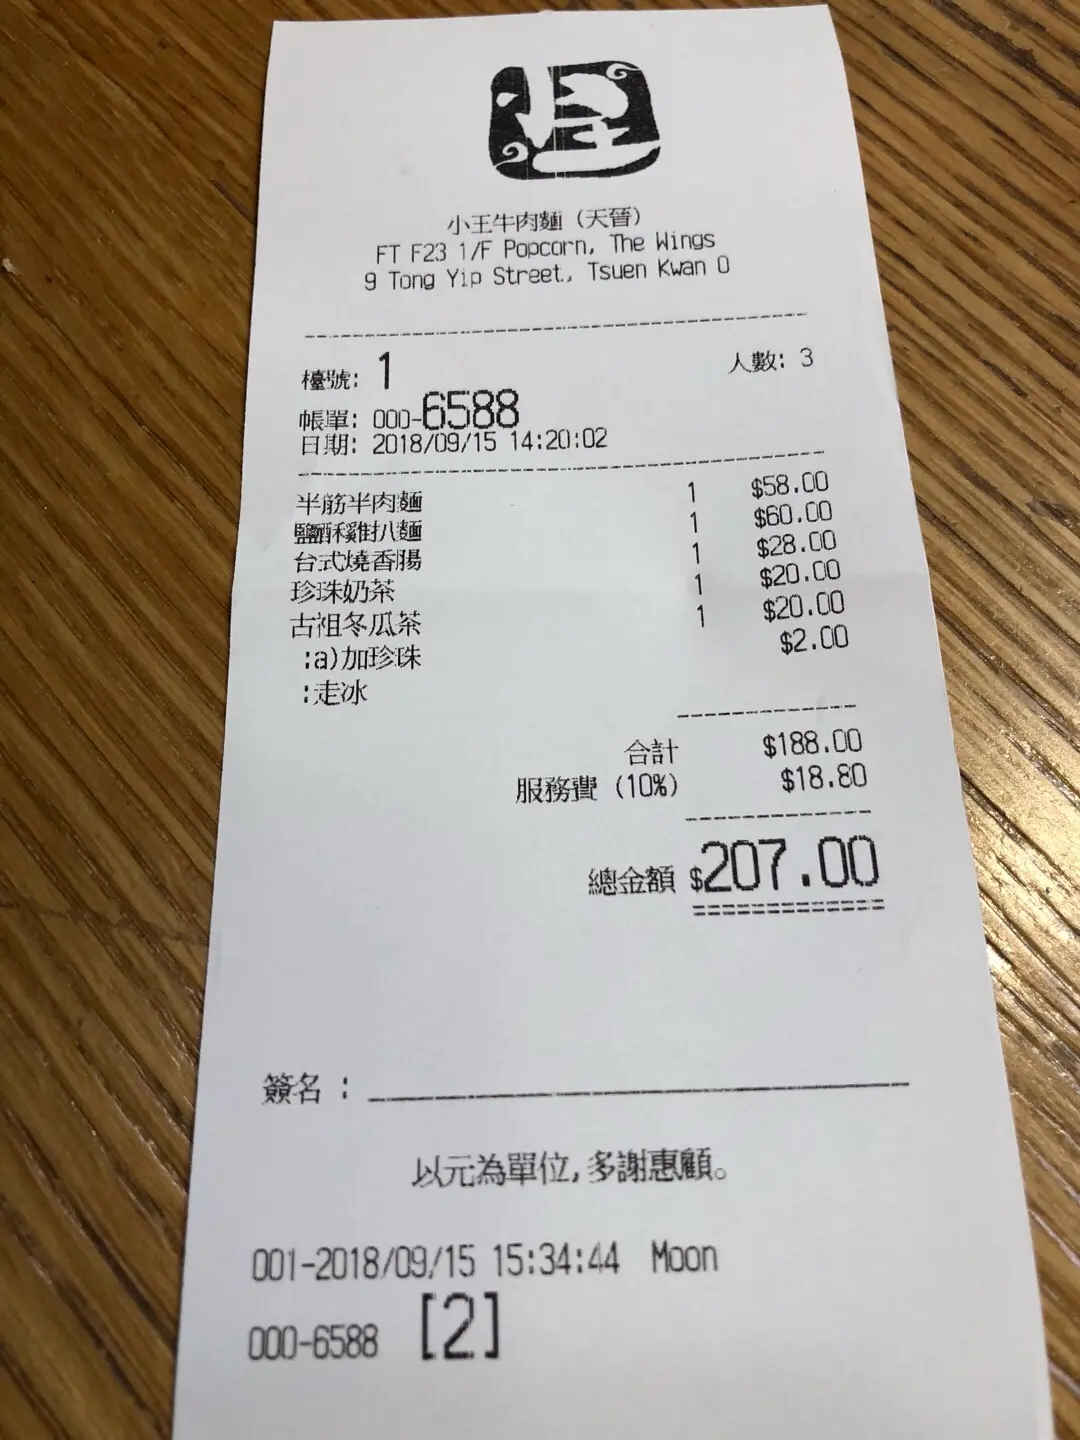 小王牛肉麵 (天晉)
FT F23 1/F Popcorn, The Wings
9 Tong Yip Street., Tsuen Kwan O
檯號: 1 人數: 3
帳單: 000-6588
日期: 2018/09/15 14:20:02
半筋半肉麵 1 $58.00
鹽酥雞扒麵 1 $60.00
台式燒香腸 1 $28.00
珍珠奶茶 1 $20.00
古祖冬瓜茶 1 $20.00
:a)加珍珠 $2.00
:走冰
合計 $188.00
服務費 (10%) $18.80
總金額 $207.00
簽名 :
以元為單位,多謝惠顧。
001-2018/09/15 15:34:44 Moon
000-6588 [2]